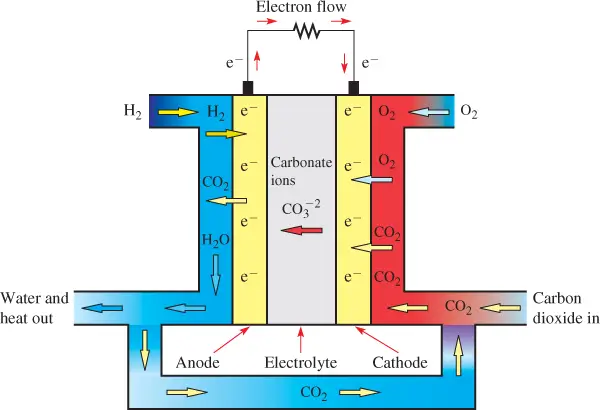 Electron flow
e⁻ e⁻
H₂ H₂ e⁻ e⁻ O₂ O₂
e⁻ Carbonate e⁻ O₂
ions
CO₂
CO₃⁻²
e⁻ e⁻ CO₂
H₂O
e⁻ e⁻ CO₂
Water and
heat out
CO₂
Carbon
dioxide in
Anode Electrolyte Cathode
CO₂